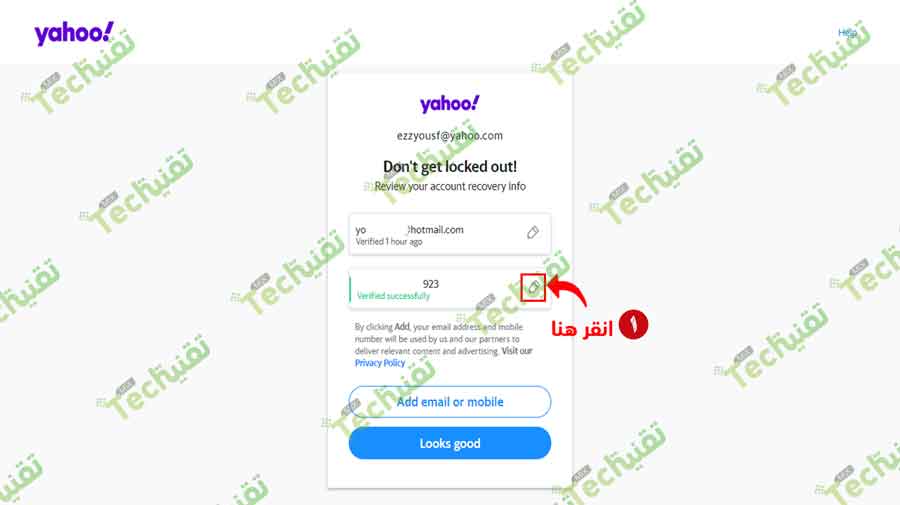 yahoo!
Help
yahoo!
ezzyousf@yahoo.com
Don't get locked out!
Review your account recovery info
yo @hotmail.com
Verified 1 hour ago
923
Verified successfully
١ انقر هنا
By clicking Add, your email address and mobile
number will be used by us and our partners to
deliver relevant content and advertising. Visit our
Privacy Policy
Add email or mobile
Looks good
Techتقنية
MIX